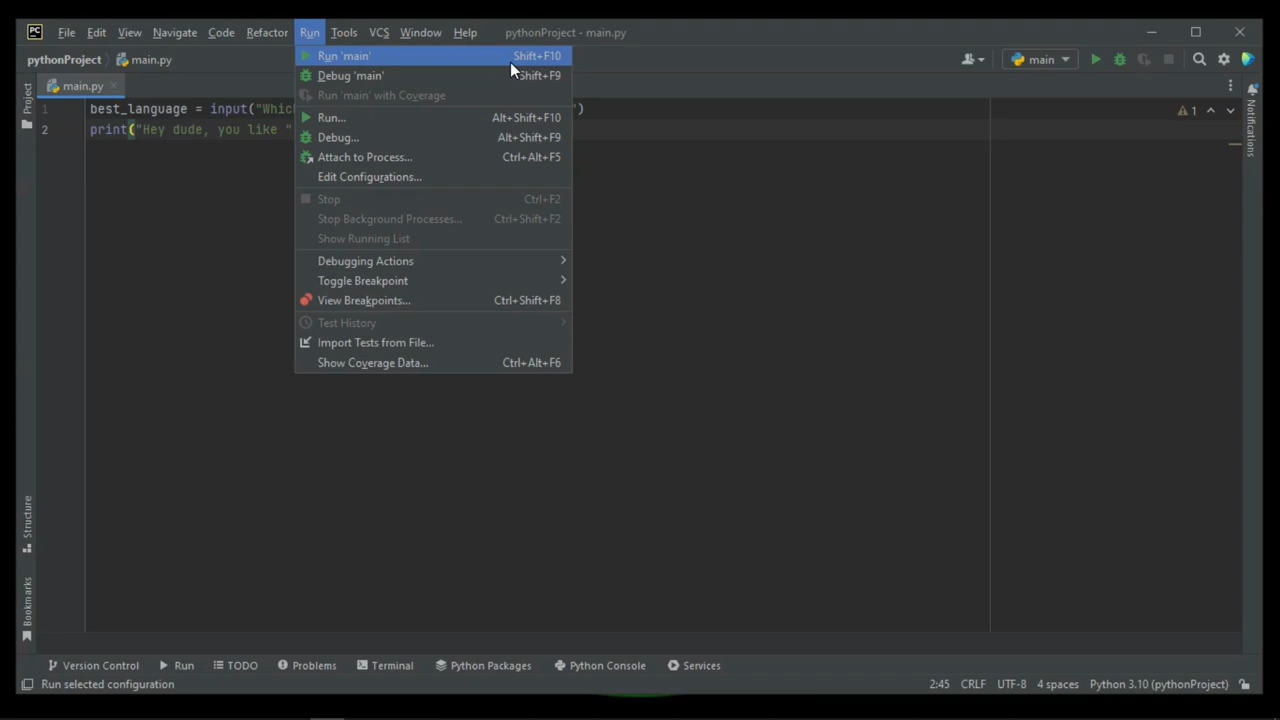 PC File Edit View Navigate Code Refactor Run Tools VCS Window Help pythonProject - main.py
pythonProject main.py main
main.py
Run 'main' Shift+F10
Debug 'main' Shift+F9
Run 'main' with Coverage
Run... Alt+Shift+F10
Debug... Alt+Shift+F9
Attach to Process... Ctrl+Alt+F5
Edit Configurations...
Stop Ctrl+F2
Stop Background Processes... Ctrl+Shift+F2
Show Running List
Debugging Actions
Toggle Breakpoint
View Breakpoints... Ctrl+Shift+F8
Test History
Import Tests from File...
Show Coverage Data... Ctrl+Alt+F6
1 best_language = input("Which )
2 print("Hey dude, you like "
1
Project
Structure
Bookmarks
Notifications
Version Control Run TODO Problems Terminal Python Packages Python Console Services
Run selected configuration 2:45 CRLF UTF-8 4 spaces Python 3.10 (pythonProject)